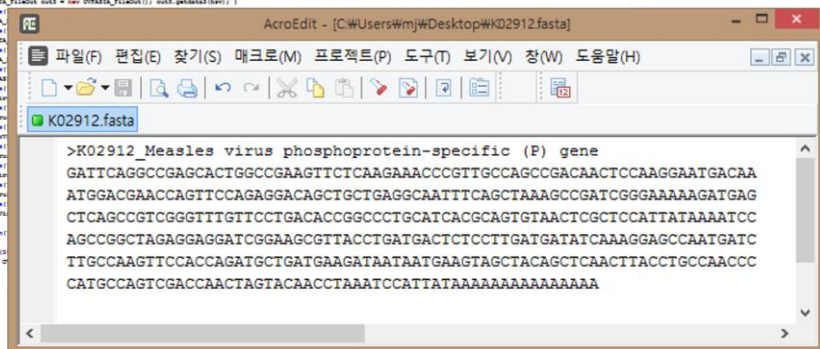 AcroEdit - [C:₩Users₩mj₩Desktop₩K02912.fasta]
파일(F) 편집(E) 찾기(S) 매크로(M) 프로젝트(P) 도구(T) 보기(V) 창(W) 도움말(H)
K02912.fasta
>K02912_Measles virus phosphoprotein-specific (P) gene
GATTCAGGCCGAGCACTGGCCGAAGTTCTCAAGAAACCCGTTGCCAGCCGACAACTCCAAGGAATGACAA
ATGGACGAACCAGTTCCAGAGGACAGCTGCTGAGGCAATTTCAGCTAAAGCCGATCGGGAAAAAGATGAG
CTCAGCCGTCGGGTTTGTTCCTGACACCGGCCCTGCATCACGCAGTGTAACTCGCTCCATTATAAAATCC
AGCCGGCTAGAGGAGGATCGGAAGCGTTACCTGATGACTCTCCTTGATGATATCAAAGGAGCCAATGATC
TTGCCAAGTTCCACCAGATGCTGATGAAGATAATAATGAAGTAGCTACAGCTCAACTTACCTGCCAACCC
CATGCCAGTCGACCAACTAGTACAACCTAAATCCATTATAAAAAAAAAAAAAAA